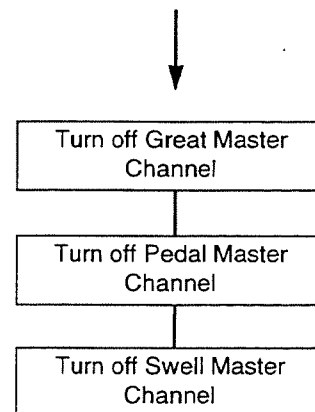 Turn off Great Master
Channel
Turn off Pedal Master
Channel
Turn off Swell Master
Channel